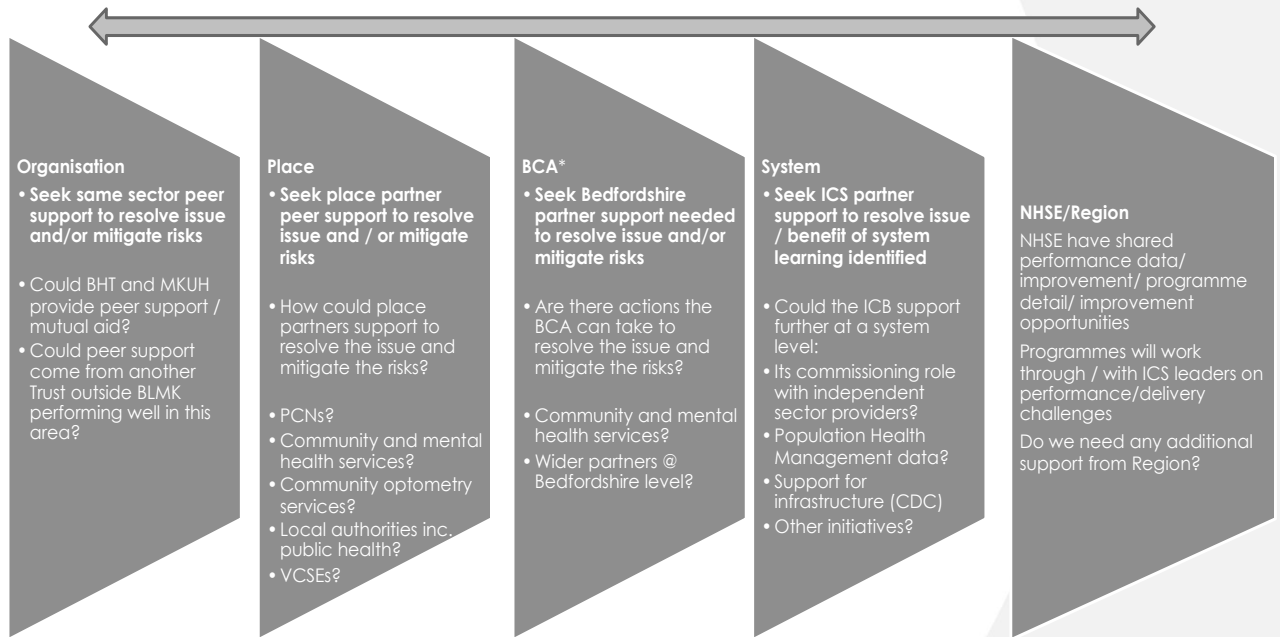 Organisation
• Seek same sector peer
support to resolve issue
and/or mitigate risks
• Could BHT and MKUH
provide peer support /
mutual aid?
• Could peer support
come from another
Trust outside BLMK
performing well in this
area?
Place
• Seek place partner
peer support to resolve
issue and / or mitigate
risks
• How could place
partners support to
resolve the issue and
mitigate the risks?
• PCNs?
• Community and mental
health services?
• Community optometry
services?
• Local authorities inc.
public health?
• VCSEs?
BCA*
• Seek Bedfordshire
partner support needed
to resolve issue and/or
mitigate risks
• Are there actions the
BCA can take to
resolve the issue and
mitigate the risks?
• Community and mental
health services?
• Wider partners @
Bedfordshire level?
System
• Seek ICS partner
support to resolve issue
/ benefit of system
learning identified
• Could the ICB support
further at a system
level:
• Its commissioning role
with independent
sector providers?
• Population Health
Management data?
• Support for
infrastructure (CDC)
• Other initiatives?
NHSE/Region
NHSE have shared
performance data/
improvement/ programme
detail/ improvement
opportunities
Programmes will work
through / with ICS leaders on
performance/delivery
challenges
Do we need any additional
support from Region?